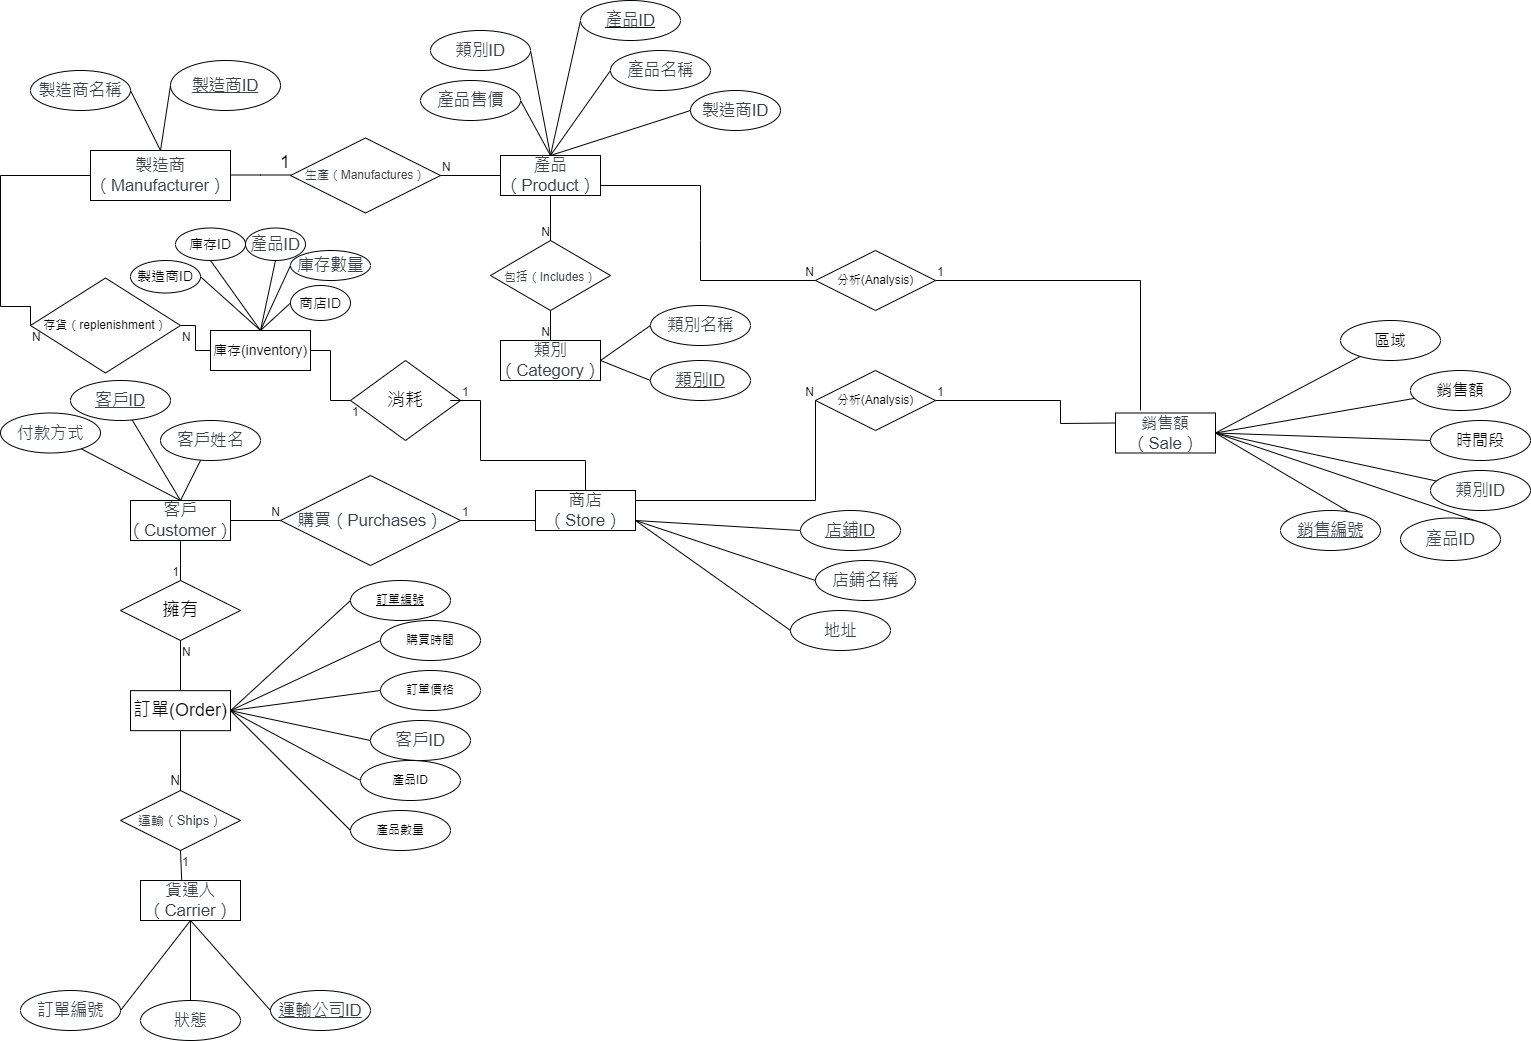 產品ID
類別ID
產品名稱
產品售價
製造商ID
製造商名稱
製造商ID
製造商
（Manufacturer）
1
生產（Manufactures）
N
產品
（Product）
N
包括（Includes）
N
類別
（Category）
類別名稱
類別ID
N
分析(Analysis)
1
庫存ID
產品ID
製造商ID
庫存數量
商店ID
存貨（replenishment）
N
N
庫存(inventory)
1
消耗
1
N
分析(Analysis)
1
區域
銷售額
時間段
類別ID
產品ID
銷售編號
銷售額
（Sale）
客戶ID
付款方式
客戶姓名
客戶
（Customer）
N
購買（Purchases）
1
商店
（Store）
店鋪ID
店鋪名稱
地址
1
擁有
N
訂單(Order)
訂單編號
購買時間
訂單價格
客戶ID
產品ID
產品數量
N
運輸（Ships）
1
貨運人
（Carrier）
訂單編號
狀態
運輸公司ID